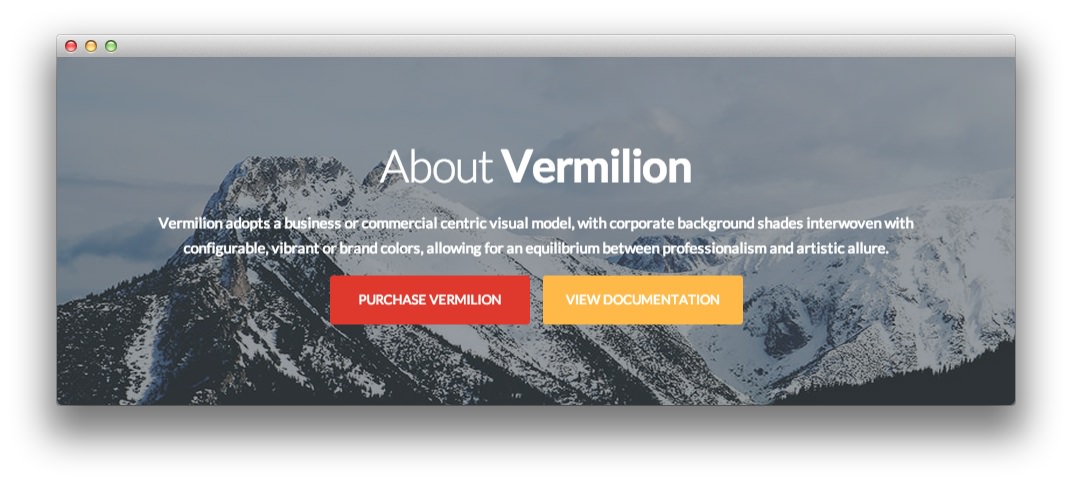 About Vermilion
Vermilion adopts a business or commercial centric visual model, with corporate background shades interwoven with
configurable, vibrant or brand colors, allowing for an equilibrium between professionalism and artistic allure.
PURCHASE VERMILION VIEW DOCUMENTATION